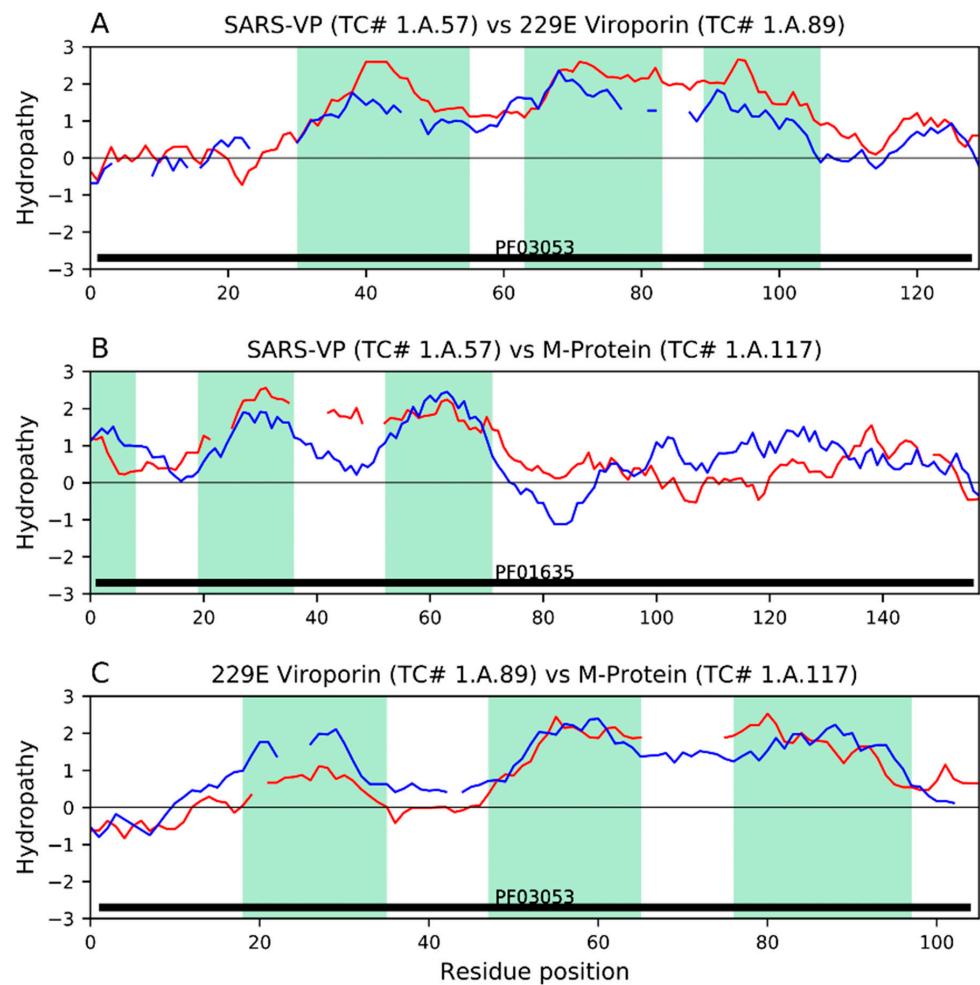 A
SARS-VP (TC# 1.A.57) vs 229E Viroporin (TC# 1.A.89)
3
2
1
0
−1
−2
−3
Hydropathy
PF03053
0 20 40 60 80 100 120
B
SARS-VP (TC# 1.A.57) vs M-Protein (TC# 1.A.117)
3
2
1
0
−1
−2
−3
Hydropathy
PF01635
0 20 40 60 80 100 120 140
C
229E Viroporin (TC# 1.A.89) vs M-Protein (TC# 1.A.117)
3
2
1
0
−1
−2
−3
Hydropathy
PF03053
0 20 40 60 80 100
Residue position